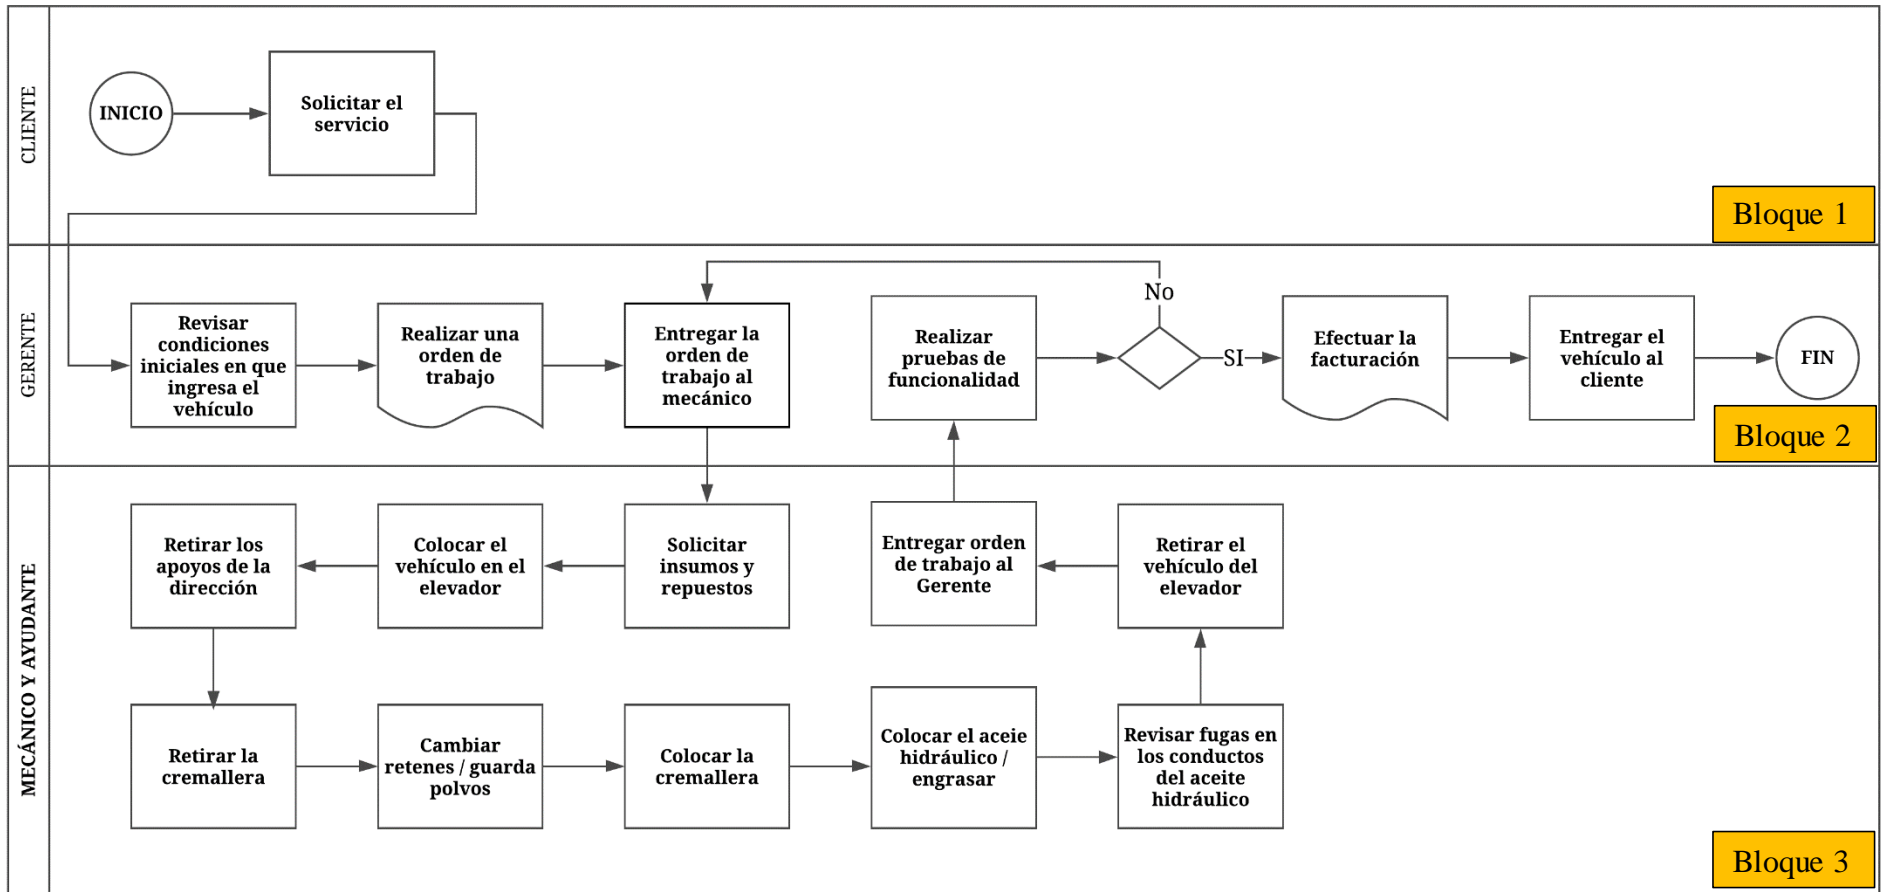 CLIENTE
INICIO
Solicitar el
servicio
Bloque 1
GERENTE
Revisar
condiciones
iniciales en que
ingresa el
vehículo
Realizar una
orden de
trabajo
Entregar la
orden de
trabajo al
mecánico
Realizar
pruebas de
funcionalidad
No
SI
Efectuar la
facturación
Entregar el
vehículo al
cliente
FIN
Bloque 2
MECÁNICO Y AYUDANTE
Retirar los
apoyos de la
dirección
Colocar el
vehículo en el
elevador
Solicitar
insumos y
repuestos
Entregar orden
de trabajo al
Gerente
Retirar el
vehículo del
elevador
Retirar la
cremallera
Cambiar
retenes / guarda
polvos
Colocar la
cremallera
Colocar el aceie
hidráulico /
engrasar
Revisar fugas en
los conductos
del aceite
hidráulico
Bloque 3